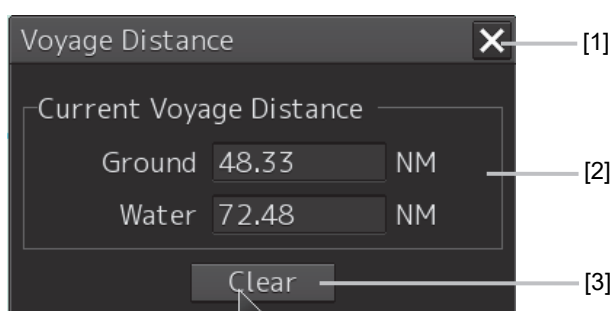 Voyage Distance [1]
Current Voyage Distance
Ground 48.33 NM [2]
Water 72.48 NM
Clear [3]